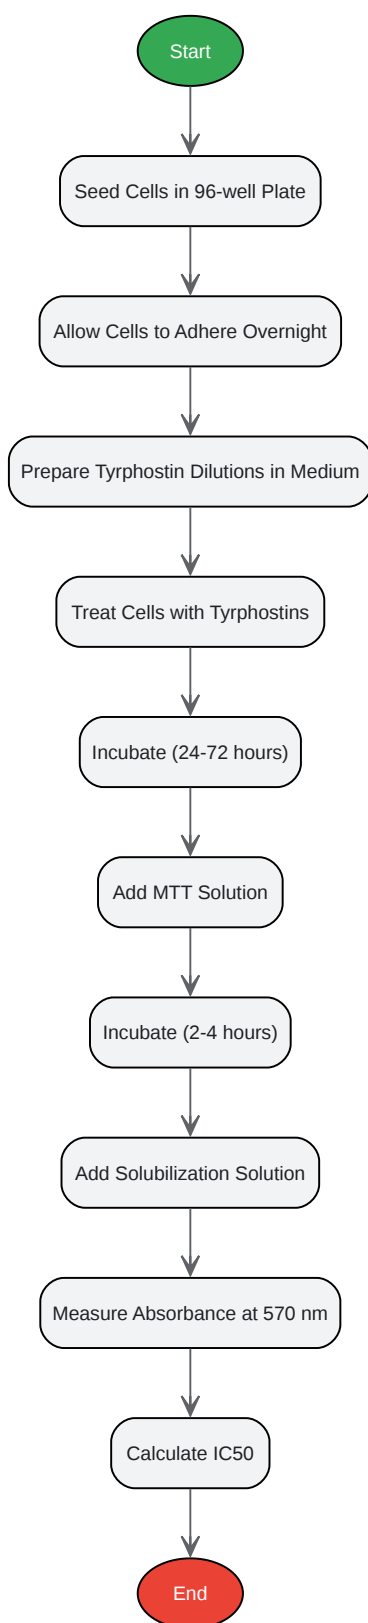 Start
Seed Cells in 96-well Plate
Allow Cells to Adhere Overnight
Prepare Tyrphostin Dilutions in Medium
Treat Cells with Tyrphostins
Incubate (24-72 hours)
Add MTT Solution
Incubate (2-4 hours)
Add Solubilization Solution
Measure Absorbance at 570 nm
Calculate IC50
End